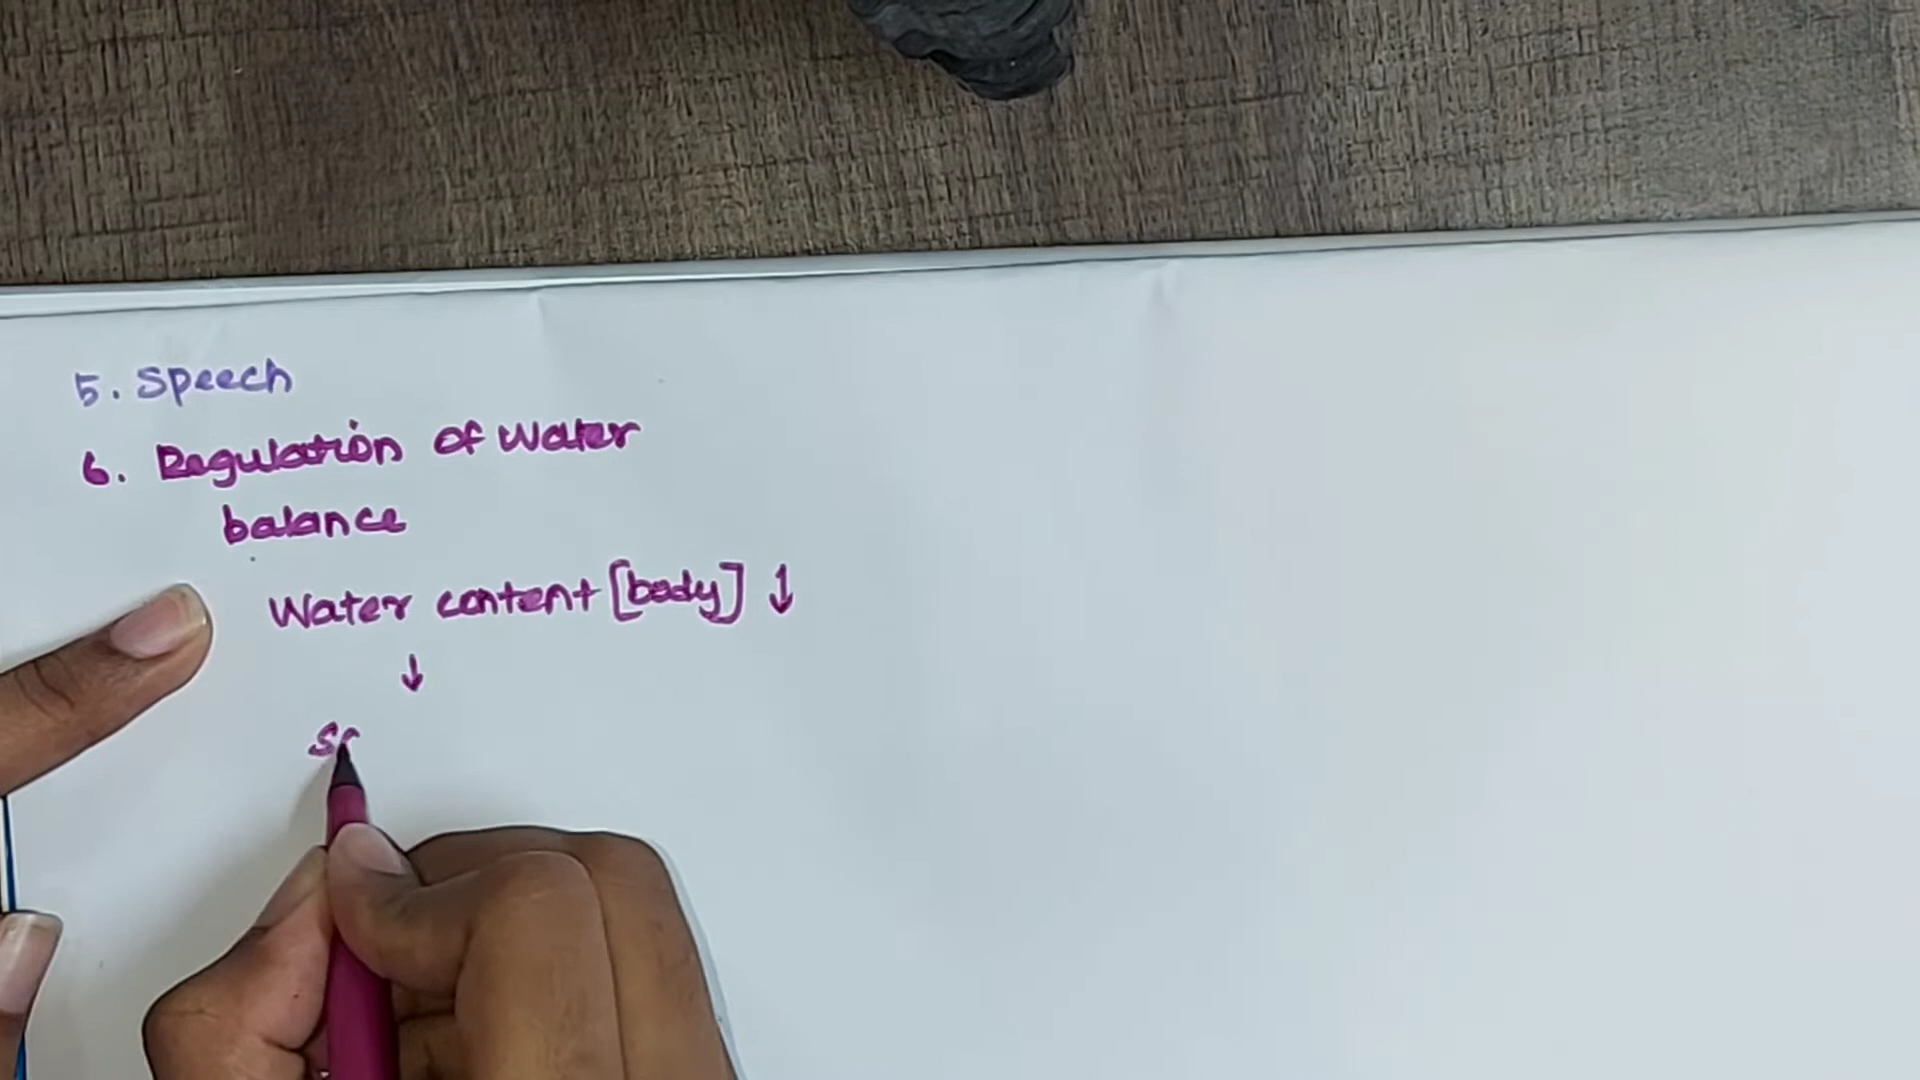 5. Speech
6. Regulation of Water
balance
Water content [body] ↓
↓